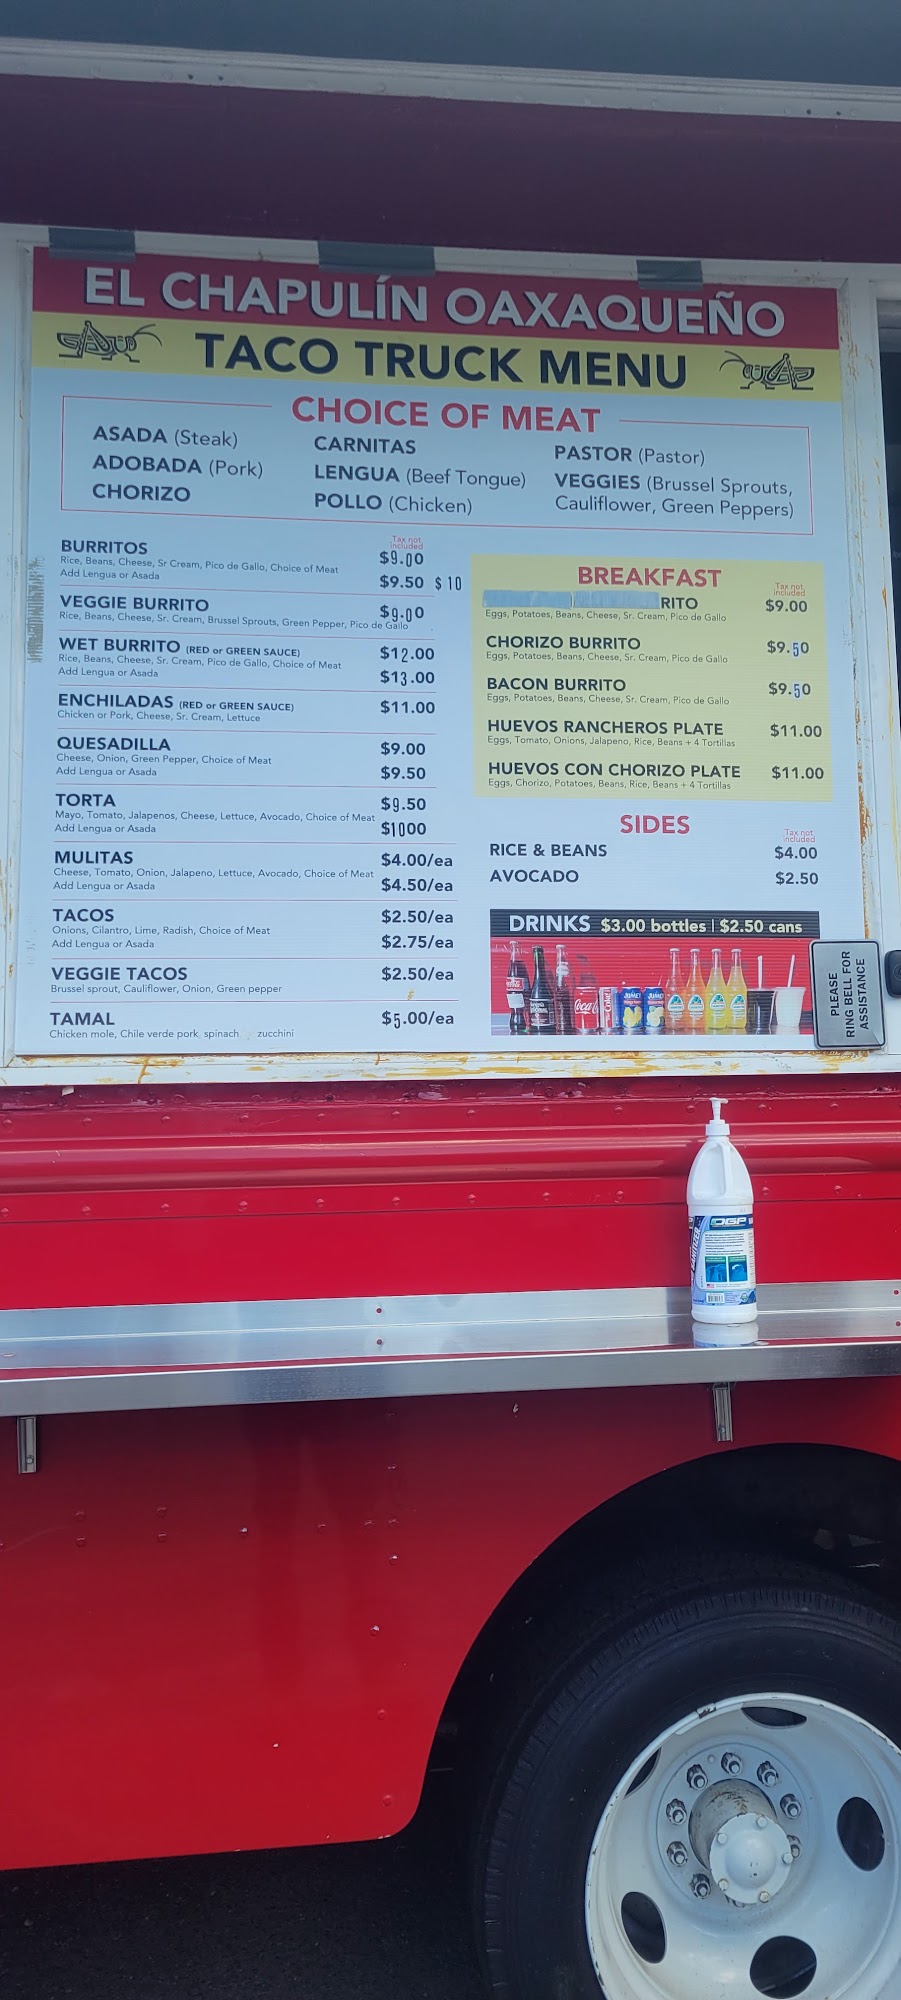 EL CHAPULÍN OAXAQUEÑO
TACO TRUCK MENU
CHOICE OF MEAT
ASADA (Steak)
ADOBADA (Pork)
CHORIZO
CARNITAS
LENGUA (Beef Tongue)
POLLO (Chicken)
PASTOR (Pastor)
VEGGIES (Brussel Sprouts,
Cauliflower, Green Peppers)
Tax not
included
BURRITOS $9.00
Rice, Beans, Cheese, Sr Cream, Pico de Gallo, Choice of Meat
Add Lengua or Asada $9.50 $10
VEGGIE BURRITO $9.00
Rice, Beans, Cheese, Sr. Cream, Brussel Sprouts, Green Pepper, Pico de Gallo
WET BURRITO (RED or GREEN SAUCE) $12.00
Rice, Beans, Cheese, Sr. Cream, Pico de Gallo, Choice of Meat
Add Lengua or Asada $13.00
ENCHILADAS (RED or GREEN SAUCE) $11.00
Chicken or Pork, Cheese, Sr. Cream, Lettuce
QUESADILLA $9.00
Cheese, Onion, Green Pepper, Choice of Meat
Add Lengua or Asada $9.50
TORTA $9.50
Mayo, Tomato, Jalapenos, Cheese, Lettuce, Avocado, Choice of Meat
Add Lengua or Asada $1000
MULITAS $4.00/ea
Cheese, Tomato, Onion, Jalapeno, Lettuce, Avocado, Choice of Meat
Add Lengua or Asada $4.50/ea
TACOS $2.50/ea
Onions, Cilantro, Lime, Radish, Choice of Meat
Add Lengua or Asada $2.75/ea
VEGGIE TACOS $2.50/ea
Brussel sprout, Cauliflower, Onion, Green pepper
TAMAL $5.00/ea
Chicken mole, Chile verde pork, spinach zucchini
BREAKFAST
Tax not
included
RITO $9.00
Eggs, Potatoes, Beans, Cheese, Sr. Cream, Pico de Gallo
CHORIZO BURRITO $9.50
Eggs, Potatoes, Beans, Cheese, Sr. Cream, Pico de Gallo
BACON BURRITO $9.50
Eggs, Potatoes, Beans, Cheese, Sr. Cream, Pico de Gallo
HUEVOS RANCHEROS PLATE $11.00
Eggs, Tomato, Onions, Jalapeno, Rice, Beans + 4 Tortillas
HUEVOS CON CHORIZO PLATE $11.00
Eggs, Chorizo, Potatoes, Beans, Rice, Beans + 4 Tortillas
SIDES
Tax not
included
RICE & BEANS $4.00
AVOCADO $2.50
DRINKS $3.00 bottles | $2.50 cans
Coca-Cola
Coke
JUMEX
JUMEX
PLEASE
RING BELL FOR
ASSISTANCE
DGP